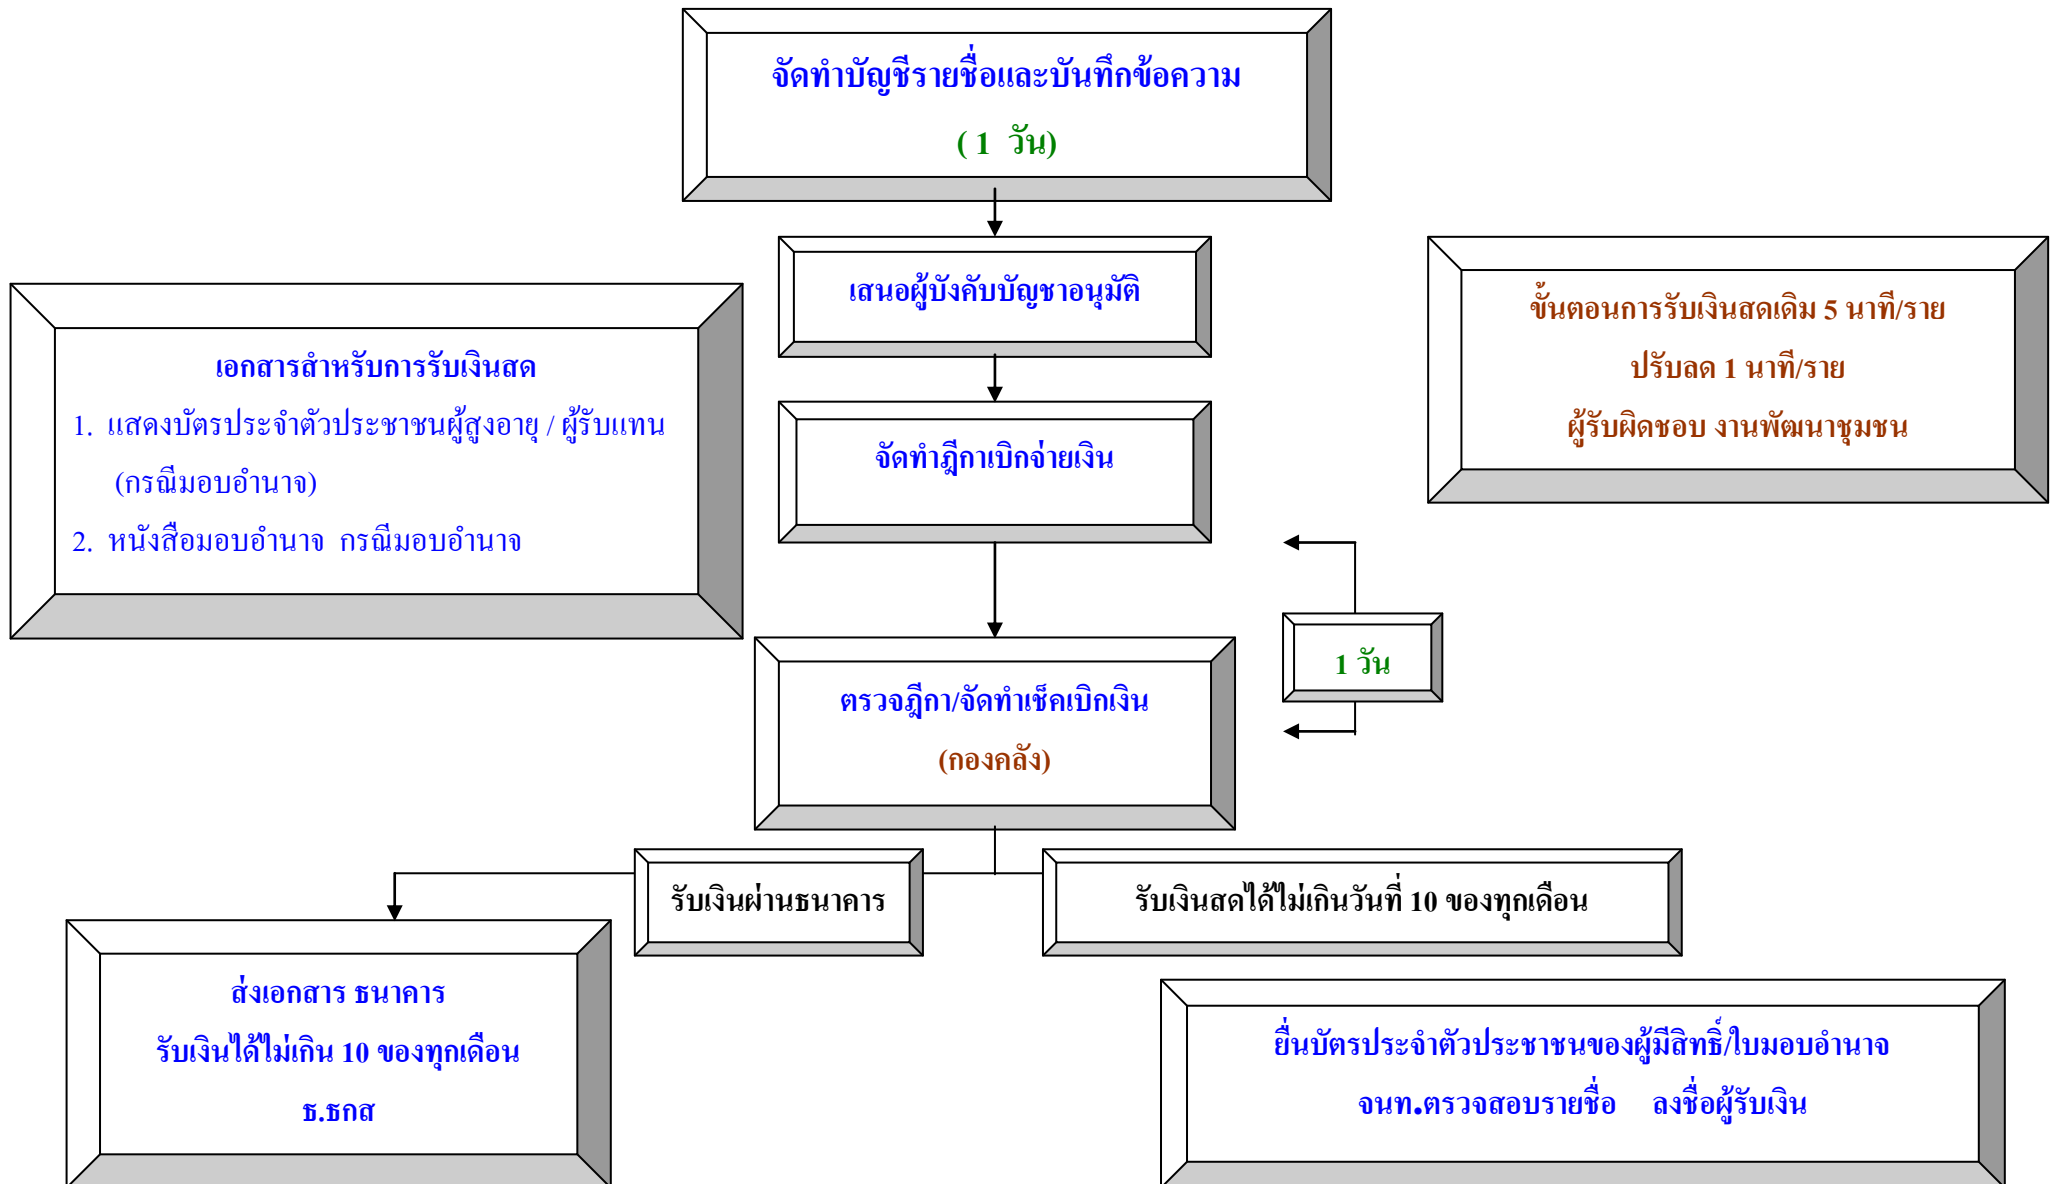 จัดทำบัญชีรายชื่อและบันทึกข้อความ
( 1 วัน)
เสนอผู้บังคับบัญชาอนุมัติ
ขั้นตอนการรับเงินสดเดิม 5 นาที/ราย
ปรับลด 1 นาที/ราย
ผู้รับผิดชอบ งานพัฒนาชุมชน
เอกสารสำหรับการรับเงินสด
1. แสดงบัตรประจำตัวประชาชนผู้สูงอายุ / ผู้รับแทน
(กรณีมอบอำนาจ)
2. หนังสือมอบอำนาจ กรณีมอบอำนาจ
จัดทำฎีกาเบิกจ่ายเงิน
1 วัน
ตรวจฎีกา/จัดทำเช็คเบิกเงิน
(กองคลัง)
รับเงินผ่านธนาคาร
รับเงินสดได้ไม่เกินวันที่ 10 ของทุกเดือน
ส่งเอกสาร ธนาคาร
รับเงินได้ไม่เกิน 10 ของทุกเดือน
ธ.ธกส
ยื่นบัตรประจำตัวประชาชนของผู้มีสิทธิ์/ใบมอบอำนาจ
จนท.ตรวจสอบรายชื่อ ลงชื่อผู้รับเงิน